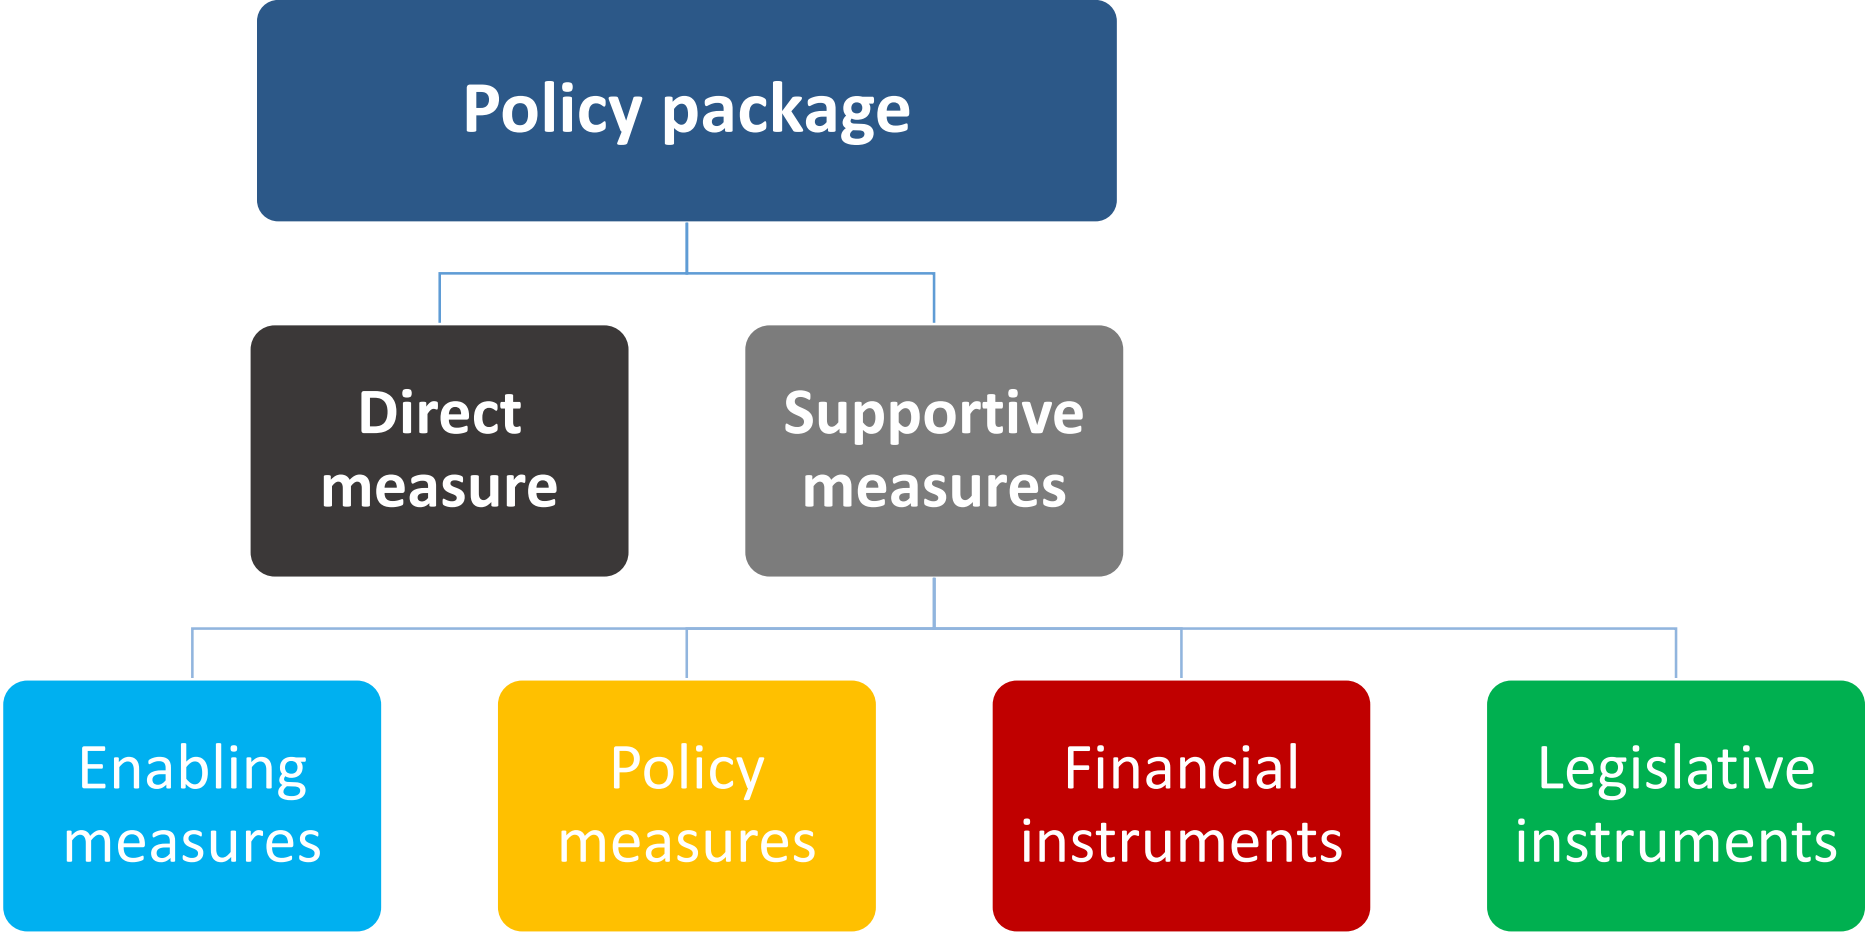 Policy package
Direct
measure
Supportive
measures
Enabling
measures
Policy
measures
Financial
instruments
Legislative
instruments